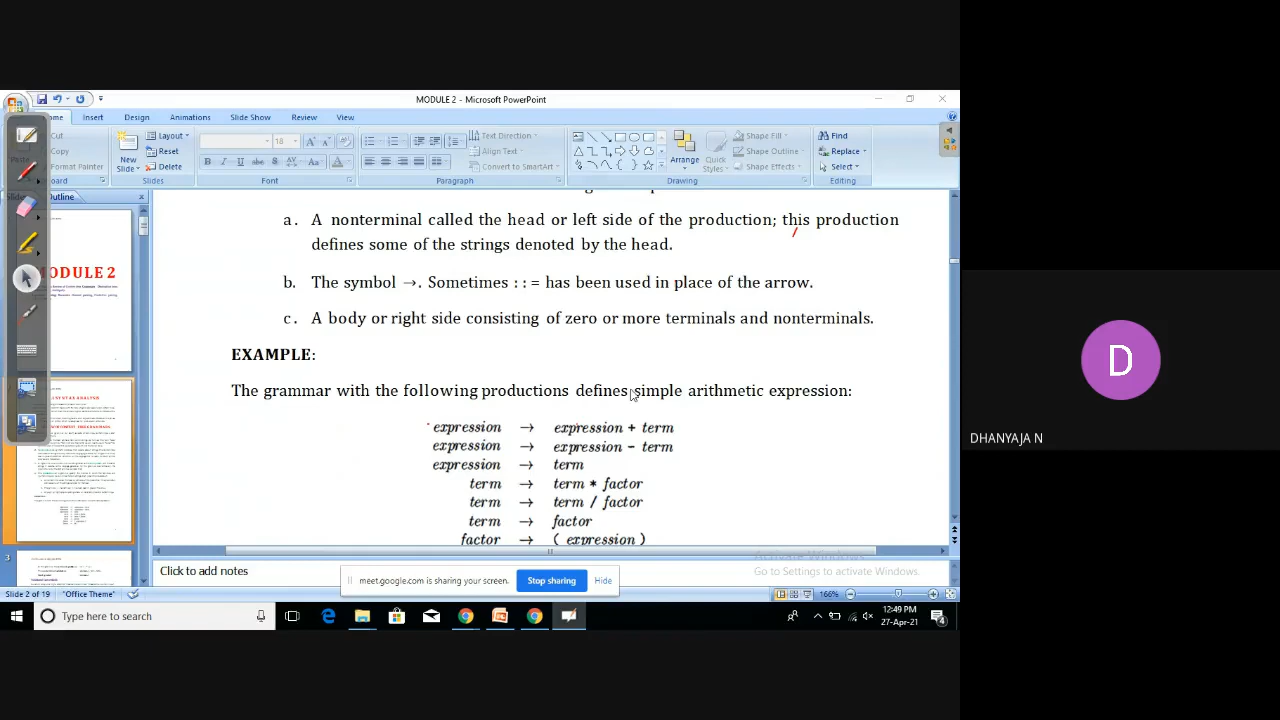 MODULE 2 - Microsoft PowerPoint
Insert Design Animations Slide Show Review View
Cut
Copy
Format Painter
New Slide
Layout
Reset
Delete
18
Text Direction
Align Text
Convert to SmartArt
Arrange
Quick Styles
Shape Fill
Shape Outline
Shape Effects
Find
Replace
Select
Slides Font Paragraph Drawing Editing
Outline
MODULE 2
3
a. A nonterminal called the head or left side of the production; this production
defines some of the strings denoted by the head.
b. The symbol →. Sometimes : : = has been used in place of the arrow.
c. A body or right side consisting of zero or more terminals and nonterminals.
EXAMPLE:
The grammar with the following productions defines simple arithmetic expression:
expression → expression + term
expression → expression - term
expression → term
term → term * factor
term → term / factor
term → factor
factor → ( expression )
D
DHANYAJA N
Click to add notes
Activate Windows
Go to Settings to activate Windows.
meet.google.com is sharing your screen. Stop sharing Hide
Slide 2 of 19 "Office Theme" 166%
Type here to search
12:49 PM
27-Apr-21
4